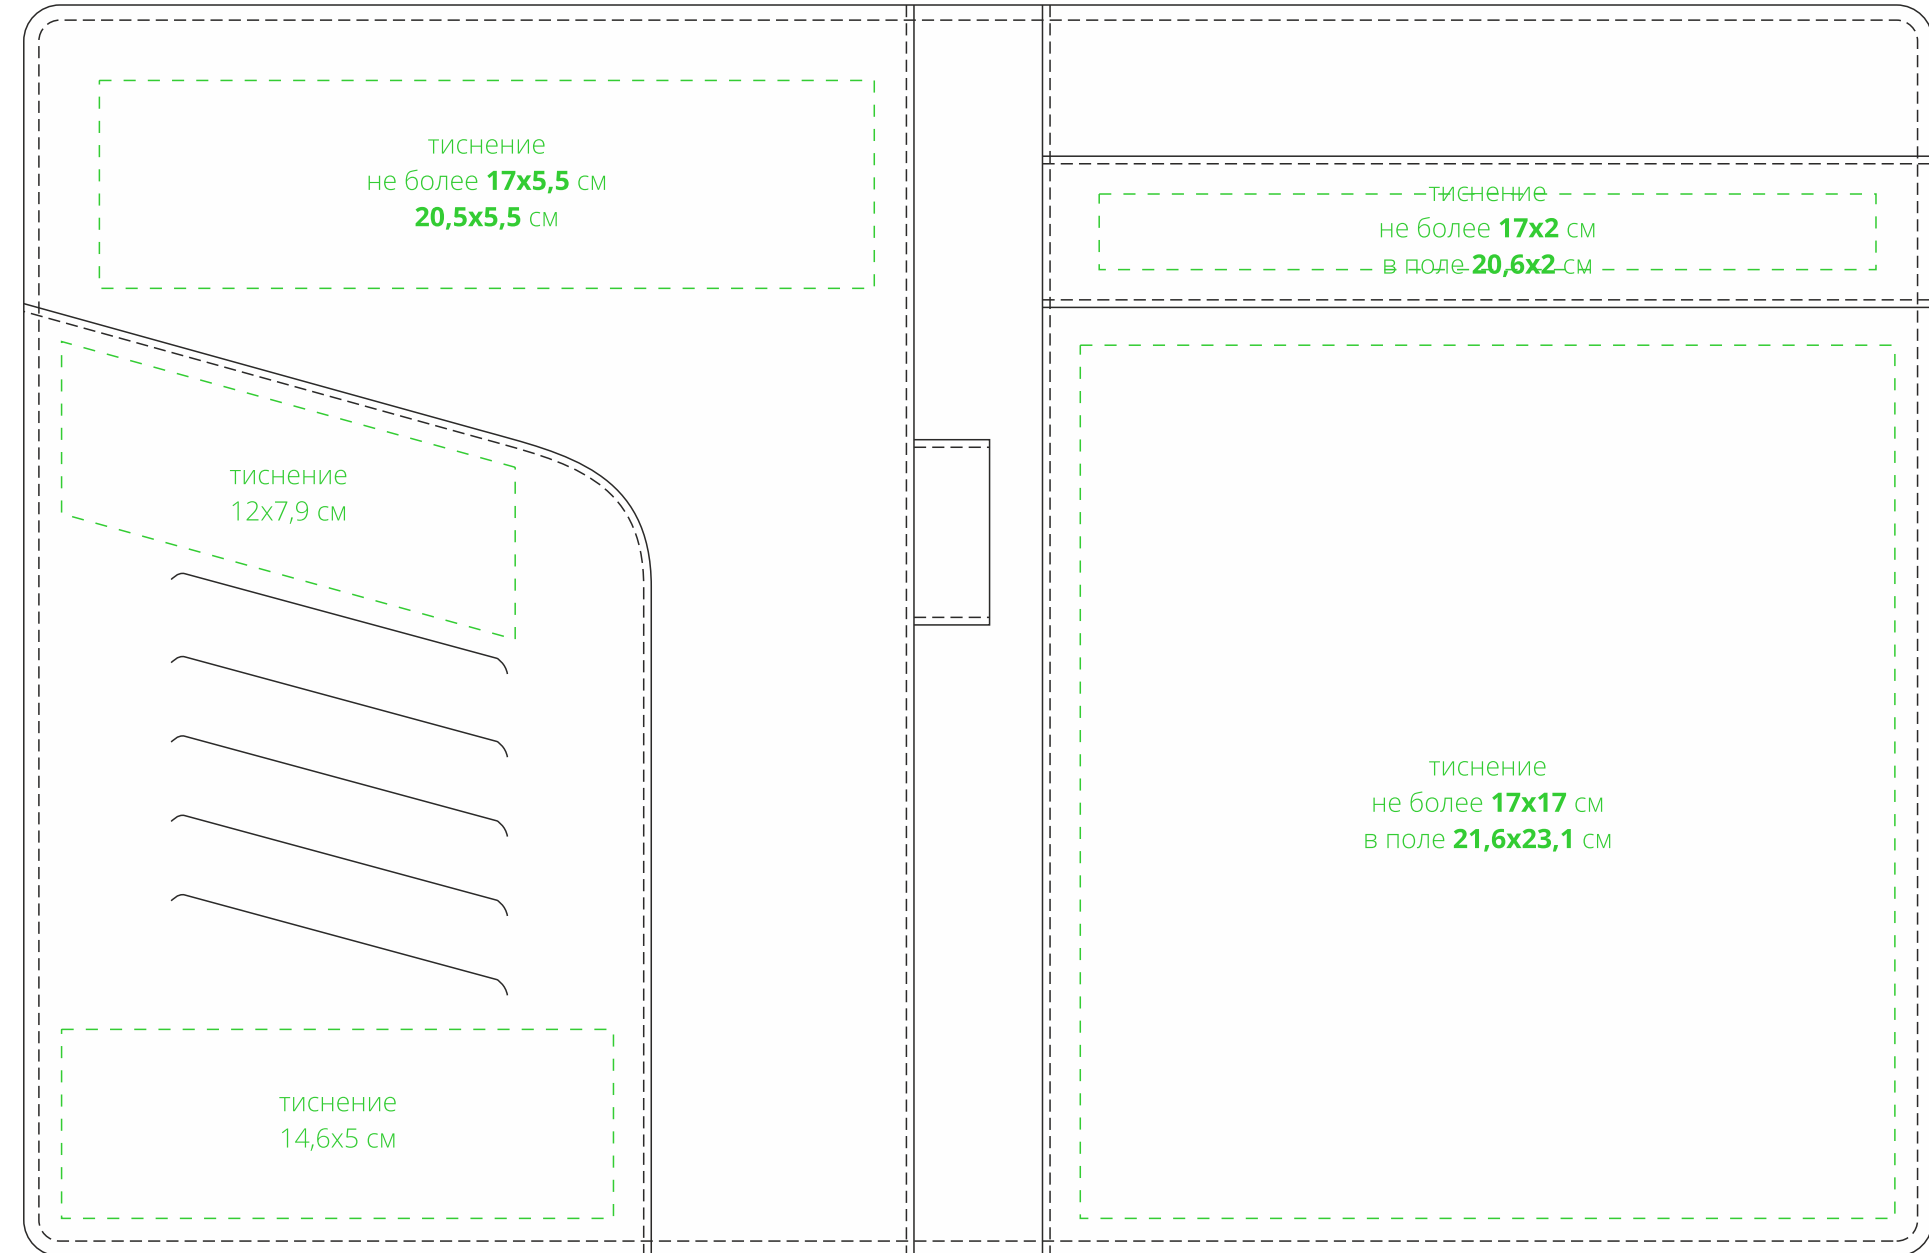 тиснение
не более 17x5,5 см
20,5x5,5 см
тиснение
12x7,9 см
тиснение
14,6x5 см
тиснение
не более 17x2 см
в поле 20,6x2 см
тиснение
не более 17x17 см
в поле 21,6x23,1 см